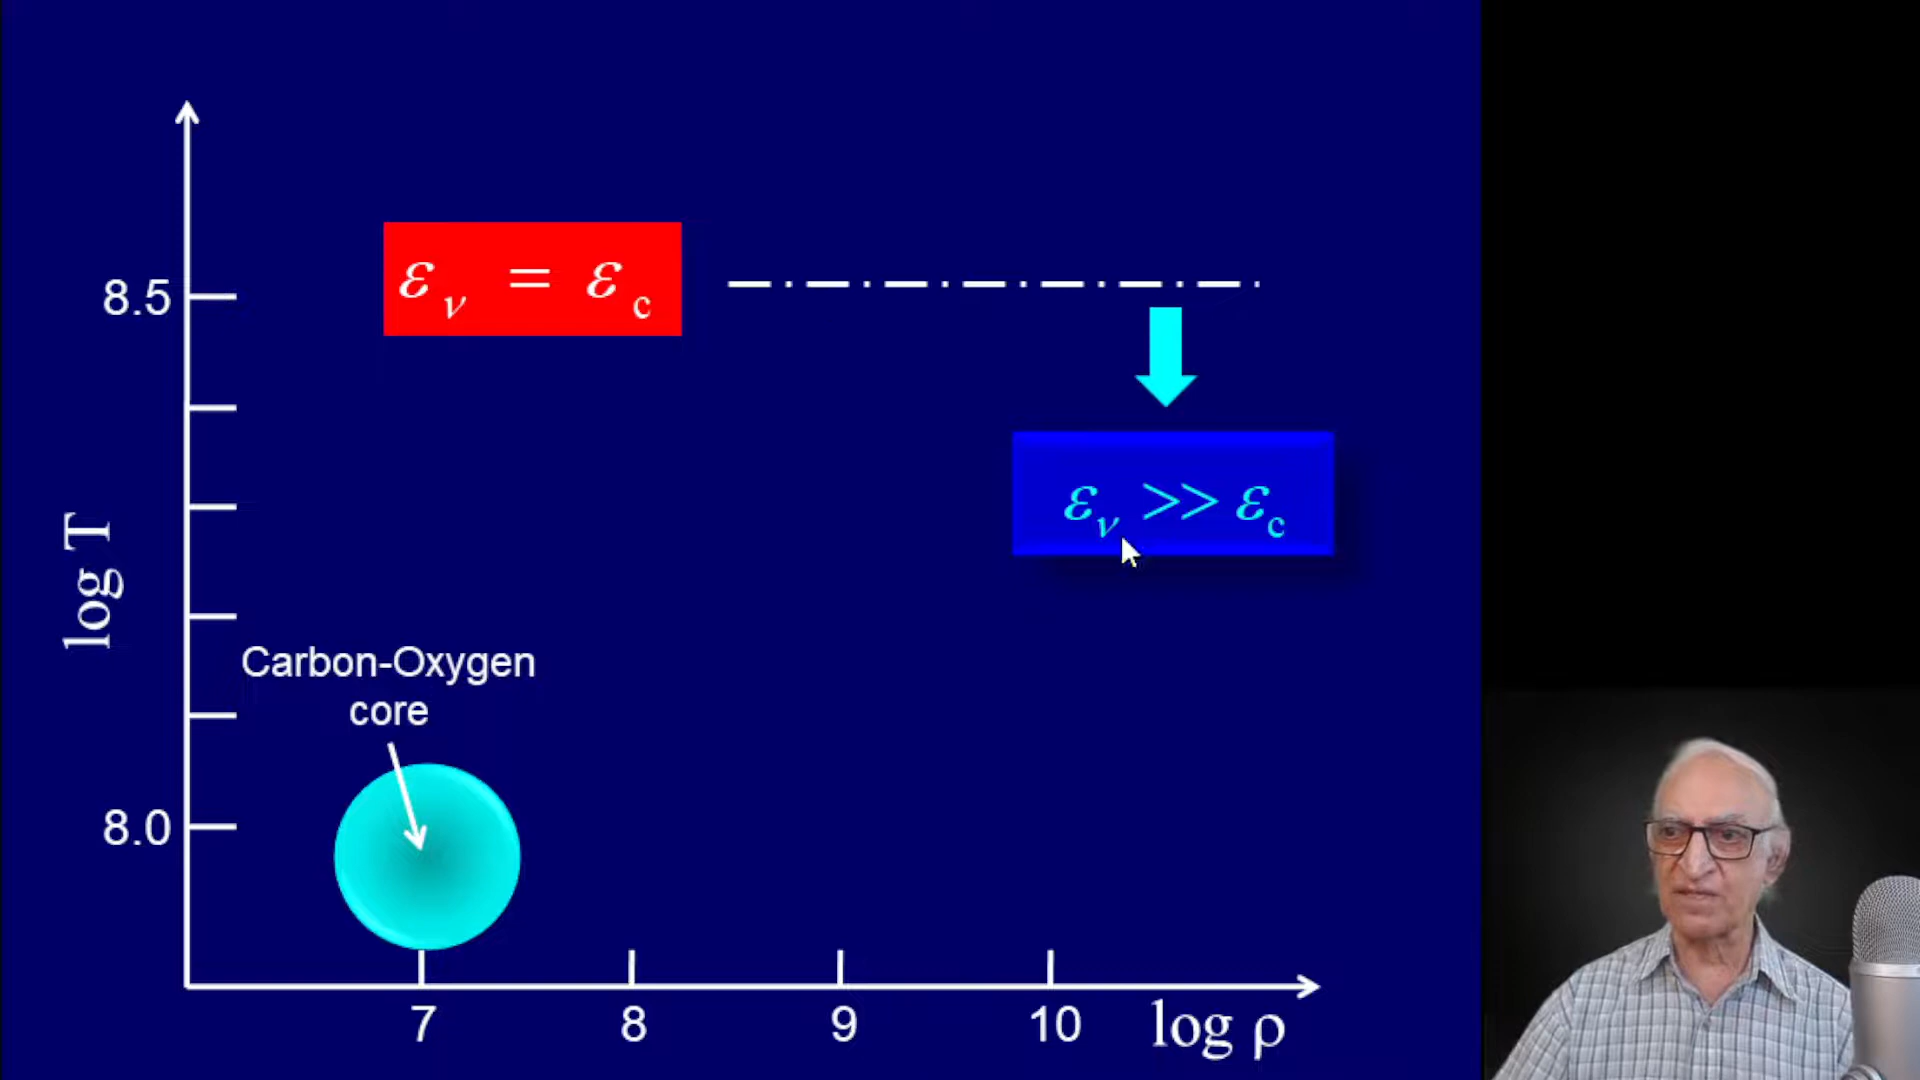 8.5
ε_ν = ε_c
ε_ν >> ε_c
log T
Carbon-Oxygen
core
8.0
7 8 9 10 log ρ